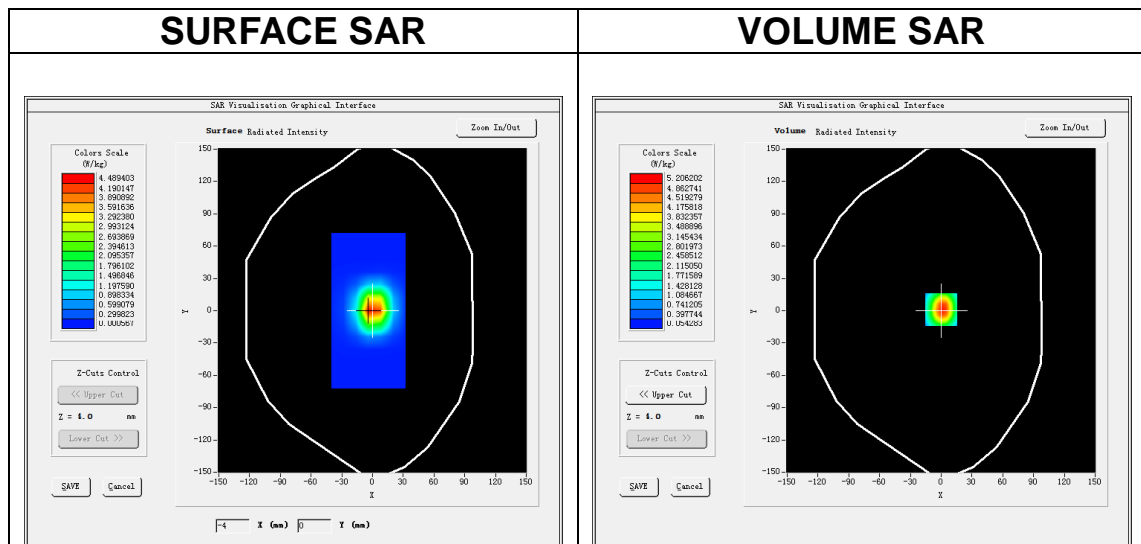 SURFACE SAR
VOLUME SAR
SAR Visualisation Graphical Interface
Surface Radiated Intensity
Zoom In/Out
Colors Scale
(W/kg)
4.489403
4.190147
3.890892
3.591636
3.292380
2.993124
2.693869
2.394613
2.095357
1.796102
1.496846
1.197590
0.898334
0.599079
0.299823
0.000567
150
120
90
60
30
0
-30
-60
-90
-120
-150
Y
-150 -120 -90 -60 -30 0 30 60 90 120 150
X
Z-Cuts Control
<< Upper Cut
Z = 4.0 mm
Lower Cut >>
SAVE Cancel
-4 X (mm) 0 Y (mm)
SAR Visualisation Graphical Interface
Volume Radiated Intensity
Zoom In/Out
Colors Scale
(W/kg)
5.206202
4.862741
4.519279
4.175818
3.832357
3.488896
3.145434
2.801973
2.458512
2.115050
1.771589
1.428128
1.084667
0.741205
0.397744
0.054283
150
120
90
60
30
0
-30
-60
-90
-120
-150
Y
-150 -120 -90 -60 -30 0 30 60 90 120 150
X
Z-Cuts Control
<< Upper Cut
Z = 4.0 mm
Lower Cut >>
SAVE Cancel